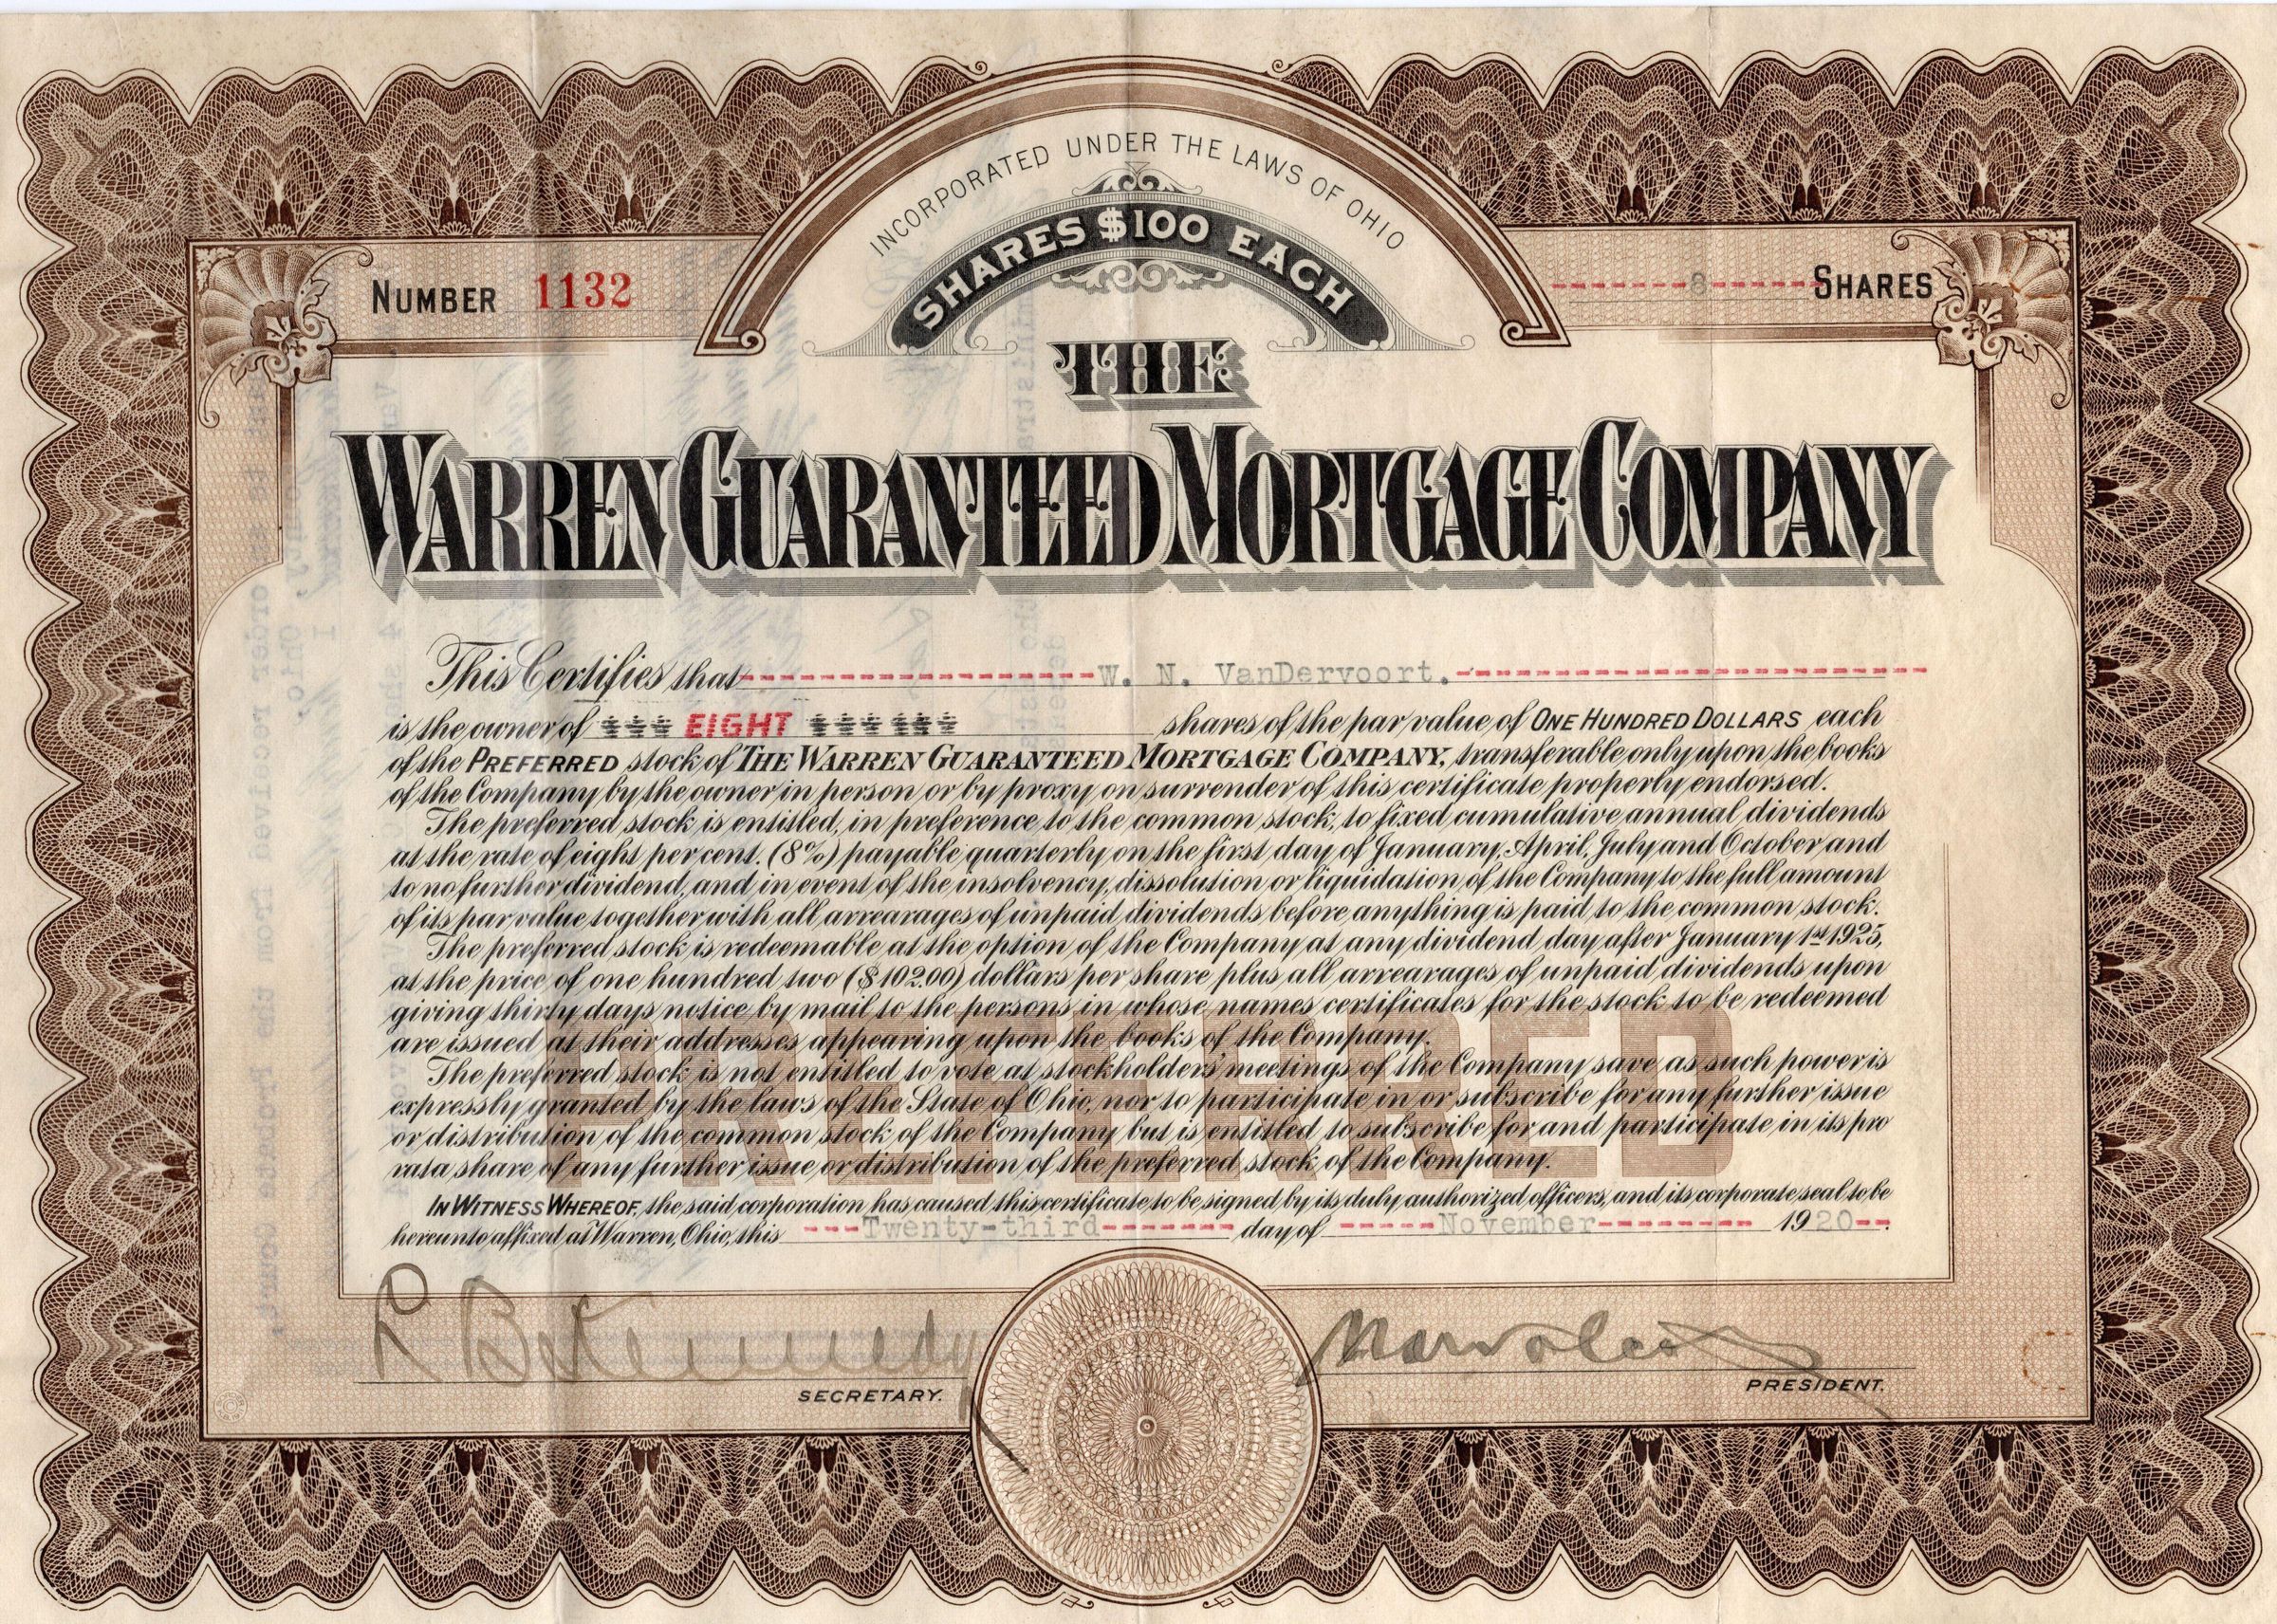 INCORPORATED UNDER THE LAWS OF OHIO
SHARES $100 EACH
NUMBER 1132
8 SHARES
THE
WARREN GUARANTEED MORTGAGE COMPANY
This Certifies that W. N. VanDervoort.
is the owner of EIGHT shares of the par value of ONE HUNDRED DOLLARS each
of the PREFERRED stock of THE WARREN GUARANTEED MORTGAGE COMPANY, transferable only upon the books
of the Company by the owner in person or by proxy on surrender of this certificate properly endorsed.
The preferred stock is entitled, in preference to the common stock, to fixed cumulative annual dividends
at the rate of eight per cent. (8%) payable quarterly on the first day of January, April, July and October and
to no further dividend, and in event of the insolvency, dissolution or liquidation of the Company to the full amount
of its par value together with all arrearages of unpaid dividends before anything is paid to the common stock.
The preferred stock is redeemable at the option of the Company at any dividend day after January 1st 1925,
at the price of one hundred two ($102.00) dollars per share plus all arrearages of unpaid dividends upon
giving thirty days notice by mail to the persons in whose names certificates for the stock to be redeemed
are issued at their addresses appearing upon the books of the Company.
The preferred stock is not entitled to vote at stockholders' meetings of the Company save as such power is
expressly granted by the laws of the State of Ohio, nor to participate in or subscribe for any further issue
or distribution of the common stock of the Company but is entitled to subscribe for and participate in its pro
rata share of any further issue or distribution of the preferred stock of the Company.
PREFERRED
IN WITNESS WHEREOF, the said corporation has caused this certificate to be signed by its duly authorized officers, and its corporate seal to be
hereunto affixed at Warren, Ohio, this Twenty-third day of November 1920
Kennedy
SECRETARY.
PRESIDENT.